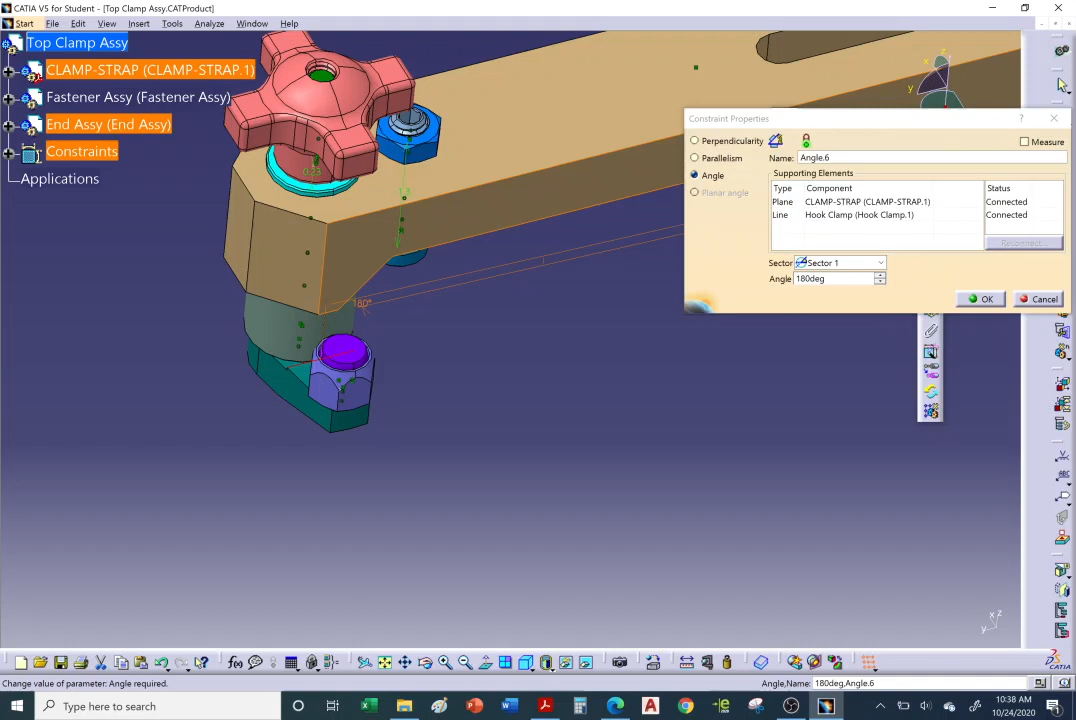 CATIA V5 for Student - [Top Clamp Assy.CATProduct]
Start File Edit View Insert Tools Analyze Window Help
Top Clamp Assy
CLAMP-STRAP (CLAMP-STRAP.1)
Fastener Assy (Fastener Assy)
End Assy (End Assy)
Constraints
Applications
0.23
1.3
180°
z
x
y
Constraint Properties
Perpendicularity
Parallelism
Angle
Planar angle
Measure
Name: Angle.6
Supporting Elements
Type Component Status
Plane CLAMP-STRAP (CLAMP-STRAP.1) Connected
Line Hook Clamp (Hook Clamp.1) Connected
Reconnect...
Sector Sector 1
Angle 180deg
OK Cancel
x z
y
f(x)
CATIA
Change value of parameter: Angle required.
Angle,Name: 180deg,Angle.6
Type here to search
10:38 AM
10/24/2020